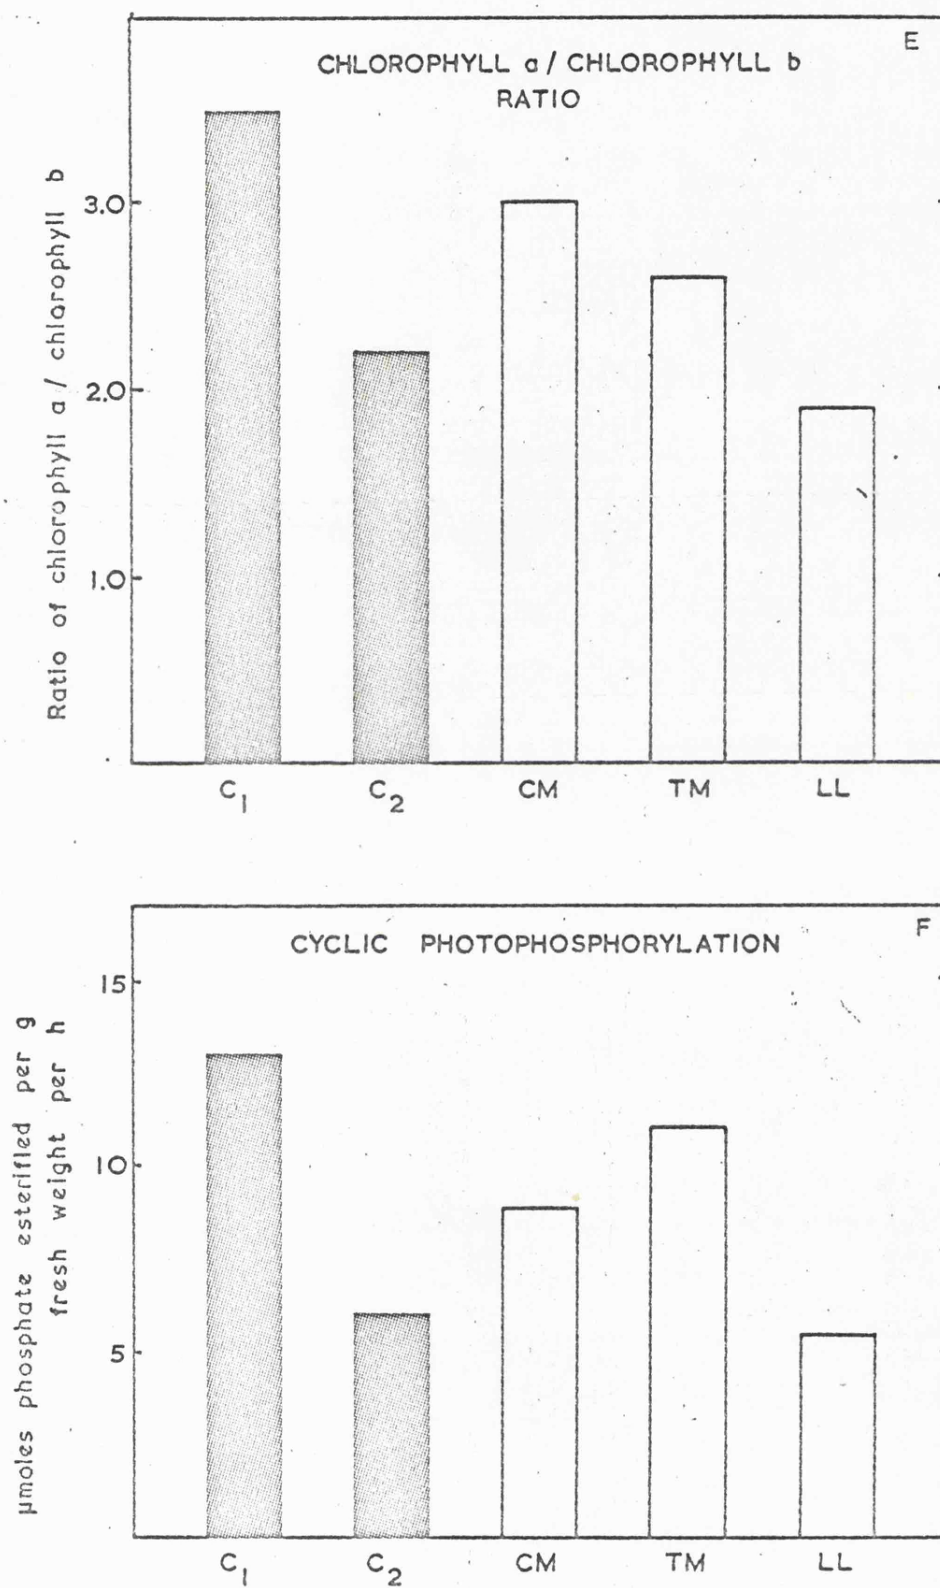 E
CHLOROPHYLL a / CHLOROPHYLL b
RATIO
Ratio of chlorophyll a / chlorophyll b
3.0
2.0
1.0
C₁ C₂ CM TM LL
F
CYCLIC PHOTOPHOSPHORYLATION
µmoles phosphate esterified per g
fresh weight per h
15
10
5
C₁ C₂ CM TM LL